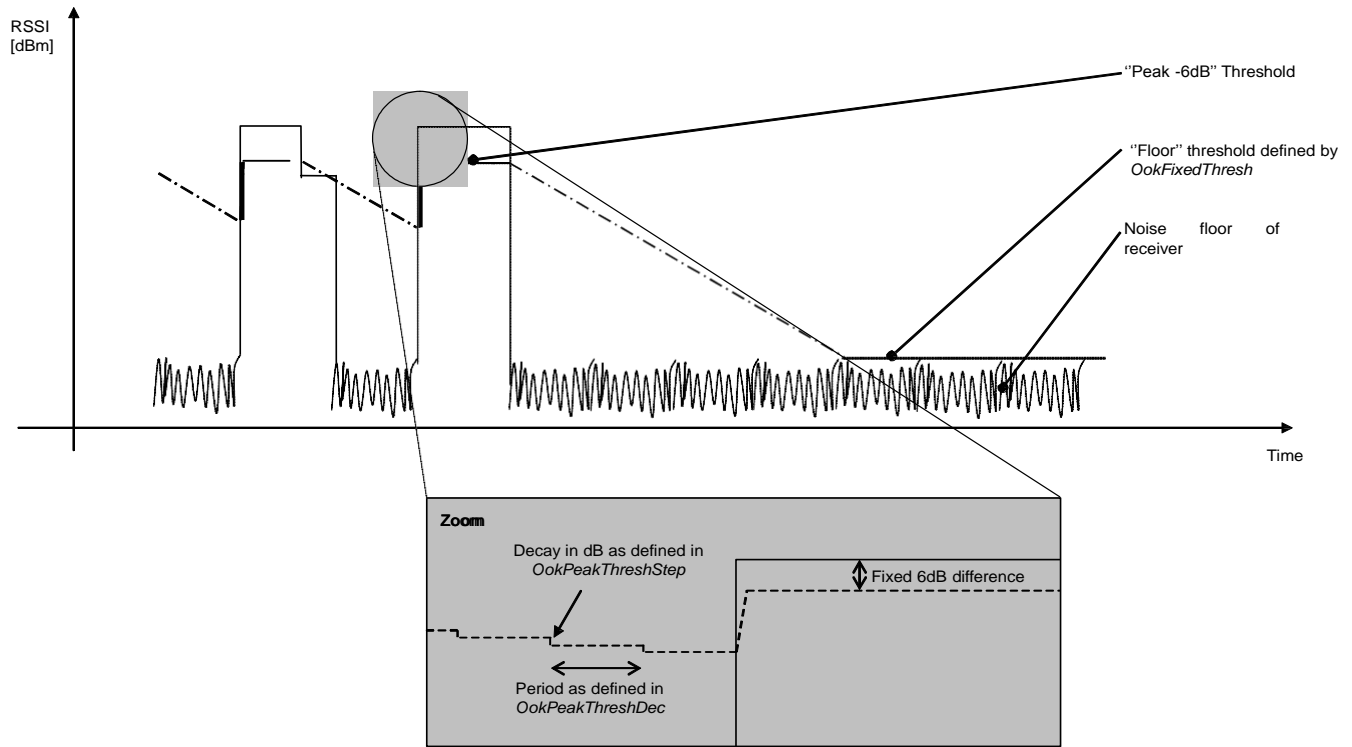 RSSI
[dBm]
‘’Peak -6dB’’ Threshold
‘’Floor’’ threshold defined by
OokFixedThresh
Noise floor of
receiver
Time
Zoom
Decay in dB as defined in
OokPeakThreshStep
Fixed 6dB difference
Period as defined in
OokPeakThreshDec